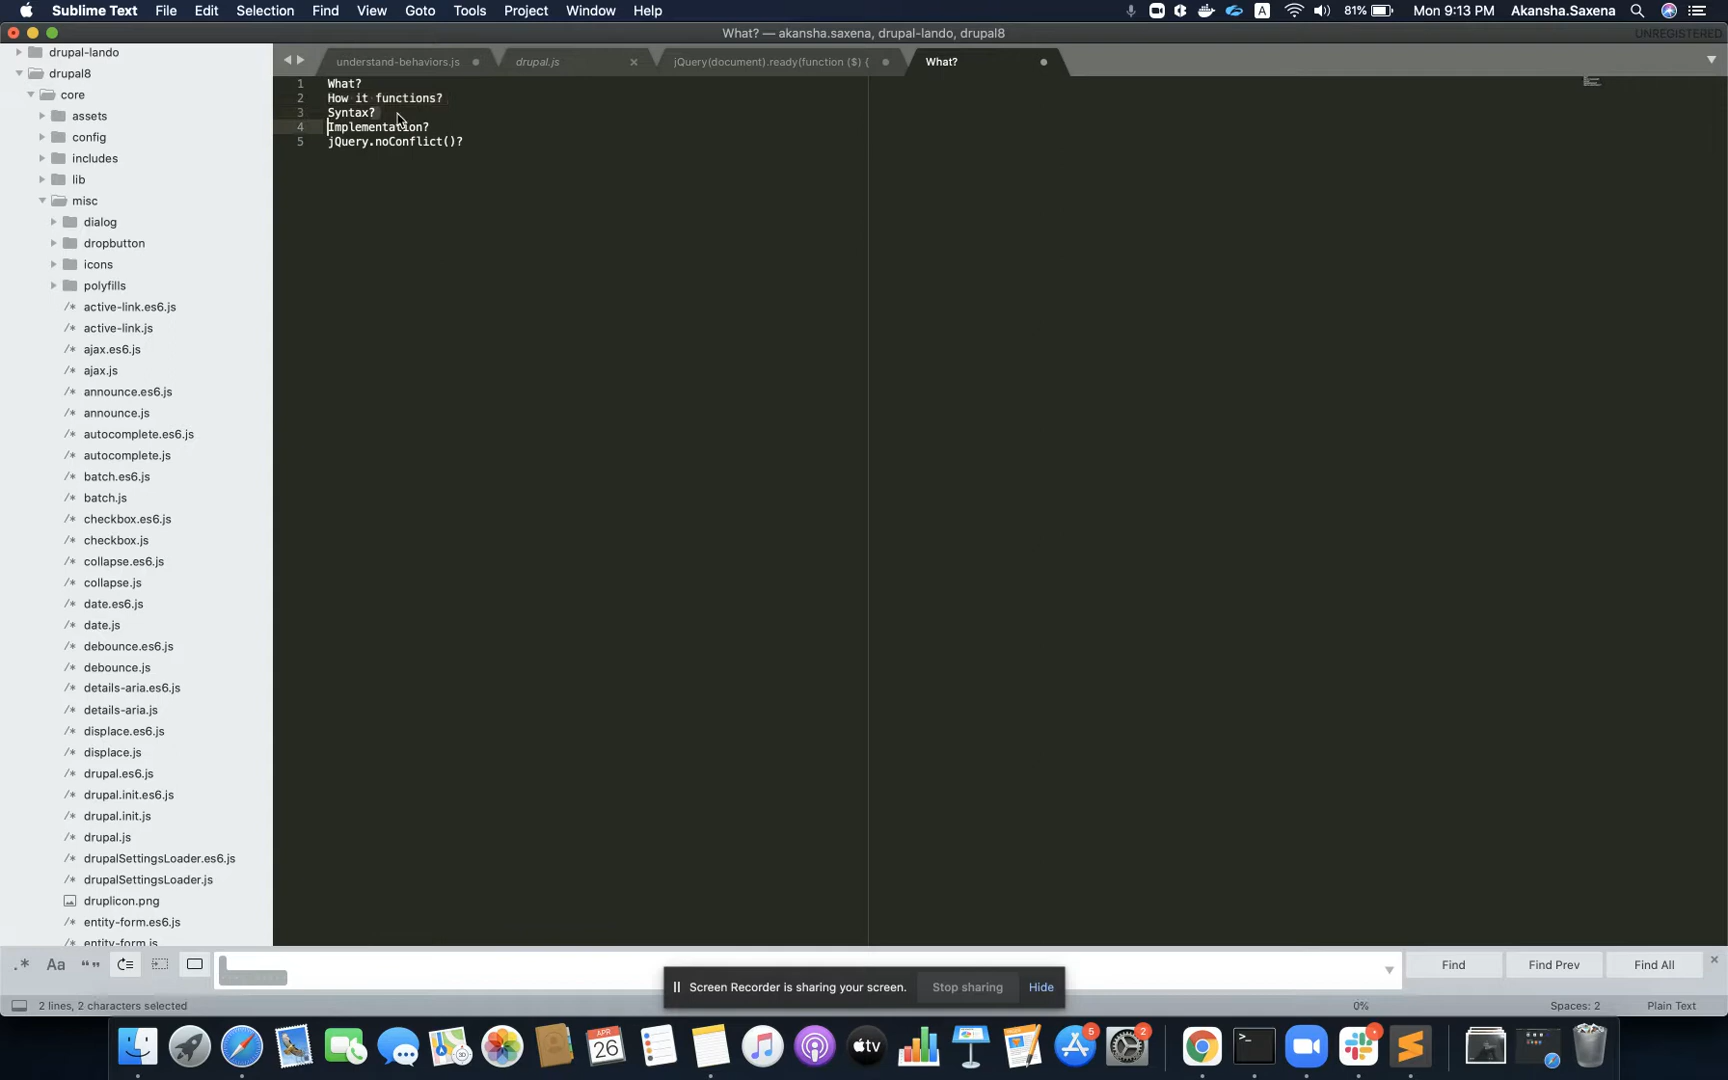 Sublime Text File Edit Selection Find View Goto Tools Project Window Help A 81% Mon 9:13 PM Akansha.Saxena
What? — akansha.saxena, drupal-lando, drupal8 UNREGISTERED
understand-behaviors.js drupal.js jQuery(document).ready(function ($) { What?
drupal-lando
drupal8
core
assets
config
includes
lib
misc
dialog
dropbutton
icons
polyfills
/* active-link.es6.js
/* active-link.js
/* ajax.es6.js
/* ajax.js
/* announce.es6.js
/* announce.js
/* autocomplete.es6.js
/* autocomplete.js
/* batch.es6.js
/* batch.js
/* checkbox.es6.js
/* checkbox.js
/* collapse.es6.js
/* collapse.js
/* date.es6.js
/* date.js
/* debounce.es6.js
/* debounce.js
/* details-aria.es6.js
/* details-aria.js
/* displace.es6.js
/* displace.js
/* drupal.es6.js
/* drupal.init.es6.js
/* drupal.init.js
/* drupal.js
/* drupalSettingsLoader.es6.js
/* drupalSettingsLoader.js
druplicon.png
/* entity-form.es6.js
/* entity-form.js
1 What?
2 How it functions?
3 Syntax?
4 Implementation?
5 jQuery.noConflict()?
.* Aa “” Find Find Prev Find All
Screen Recorder is sharing your screen. Stop sharing Hide
2 lines, 2 characters selected 0% Spaces: 2 Plain Text
APR
26
tv
5
2